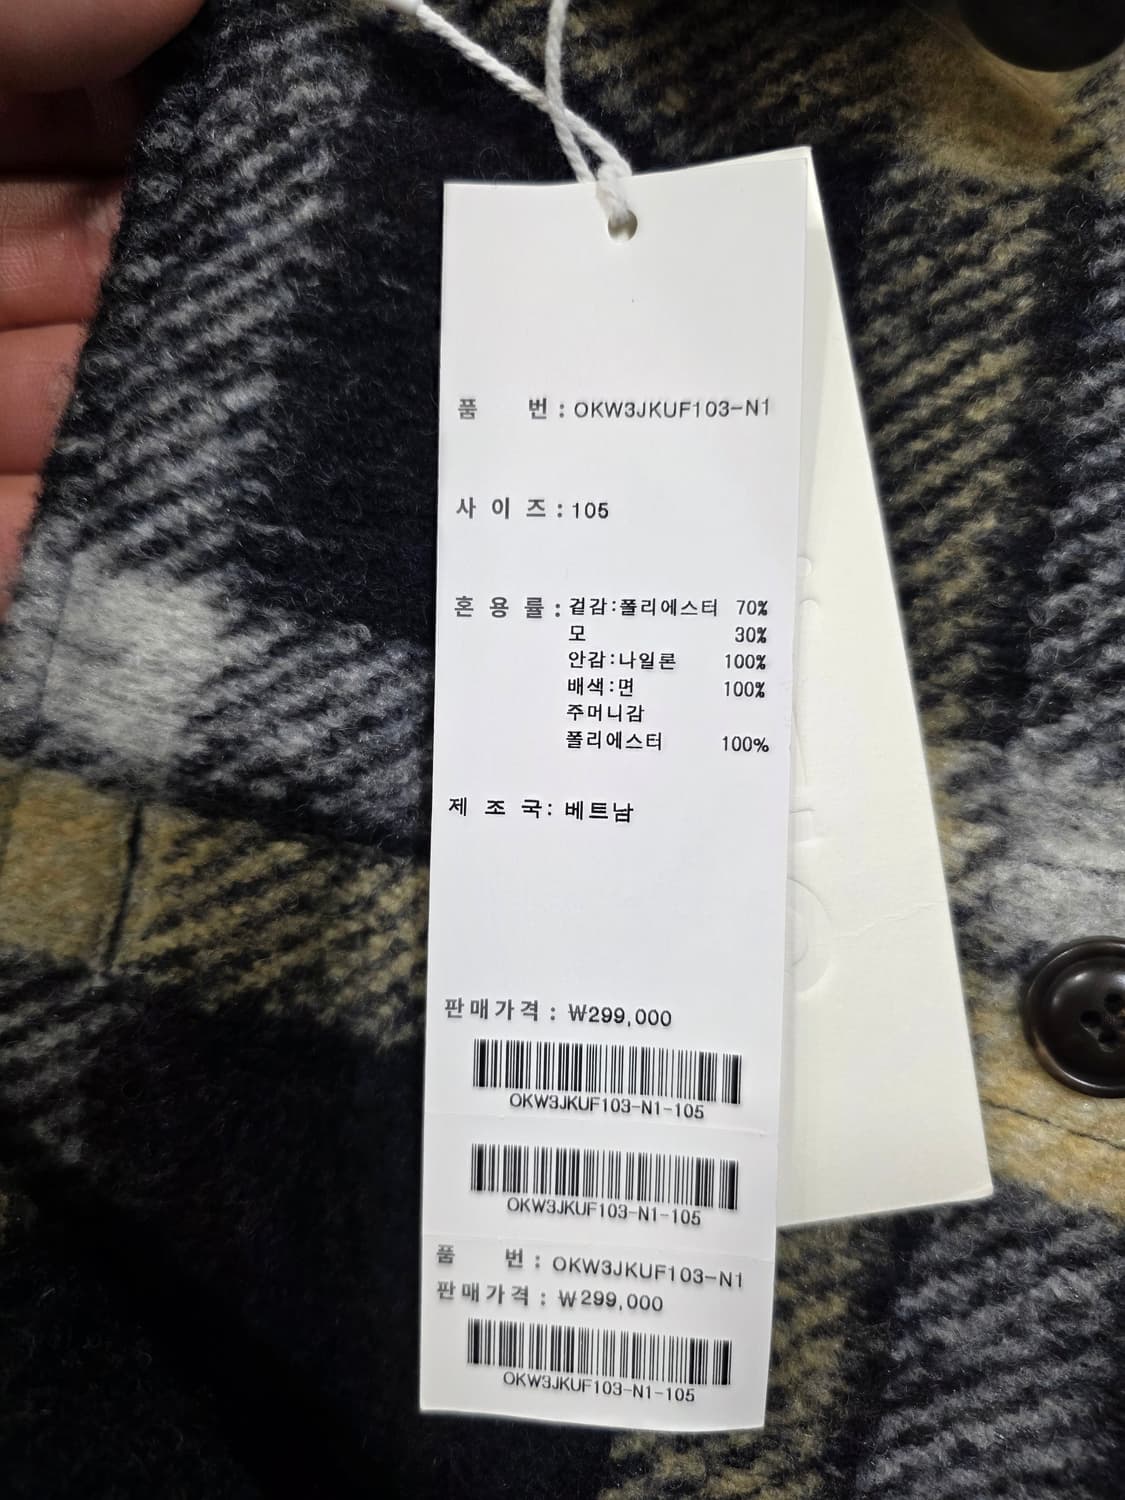 품 번 : OKW3JKUF103-N1
사 이 즈 : 105
혼 용 률 : 겉감:폴리에스터 70%
모 30%
안감:나일론 100%
배색:면 100%
주머니감
폴리에스터 100%
제 조 국: 베트남
판매가격 : ₩299,000
OKW3JKUF103-N1-105
OKW3JKUF103-N1-105
품 번 : OKW3JKUF103-N1
판매가격 : ₩299,000
OKW3JKUF103-N1-105